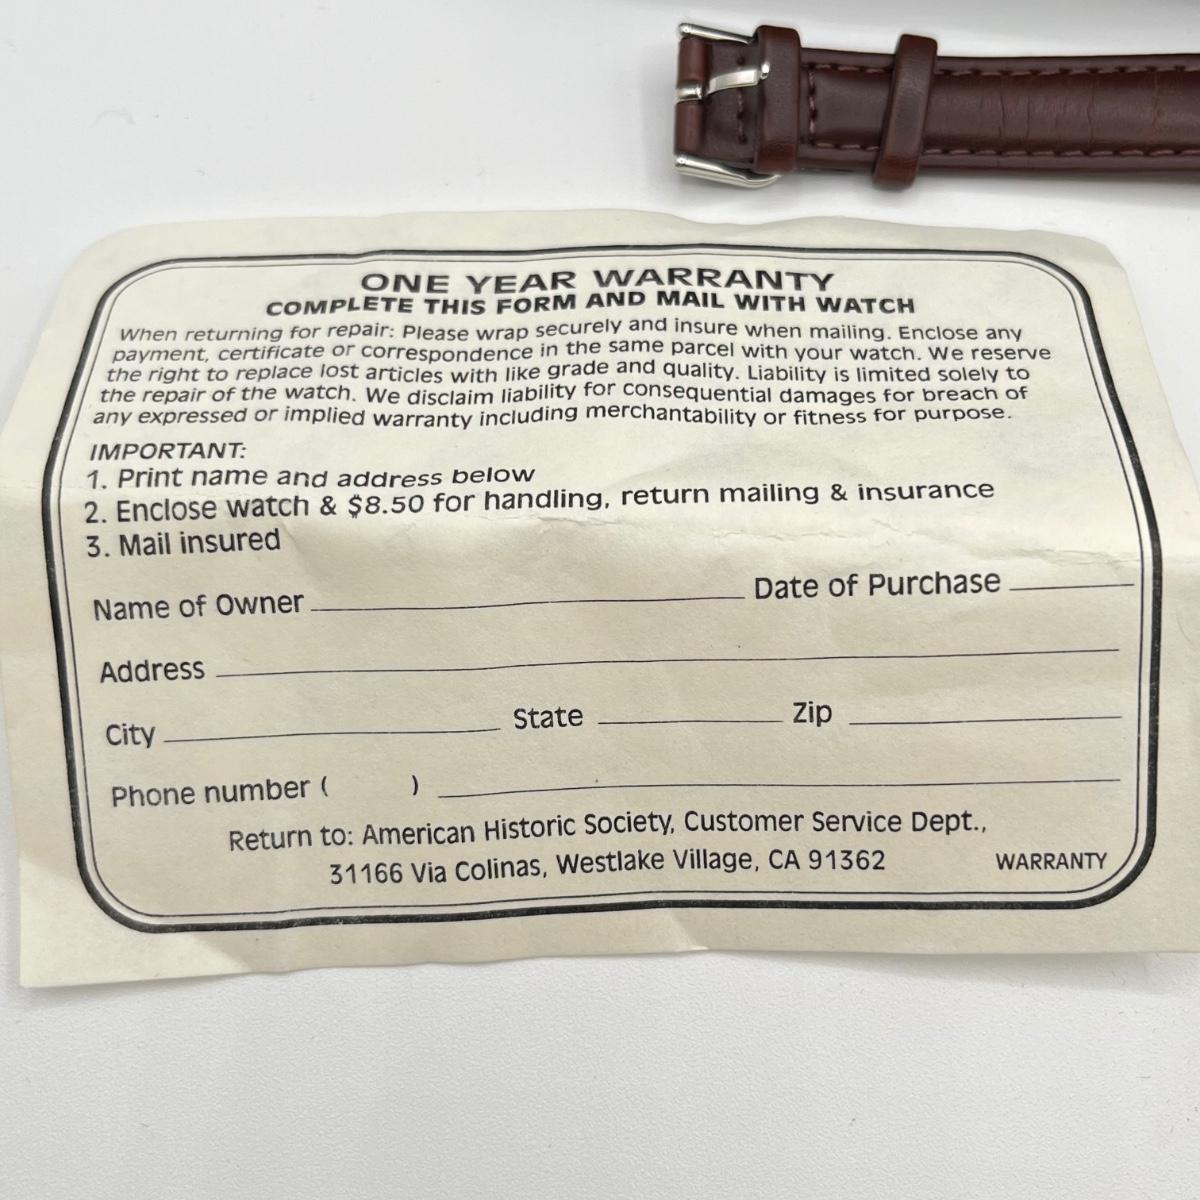 ONE YEAR WARRANTY
COMPLETE THIS FORM AND MAIL WITH WATCH
When returning for repair: Please wrap securely and insure when mailing. Enclose any
payment, certificate or correspondence in the same parcel with your watch. We reserve
the right to replace lost articles with like grade and quality. Liability is limited solely to
the repair of the watch. We disclaim liability for consequential damages for breach of
any expressed or implied warranty including merchantability or fitness for purpose.
IMPORTANT:
1. Print name and address below
2. Enclose watch & $8.50 for handling, return mailing & insurance
3. Mail insured
Name of Owner Date of Purchase
Address
City State Zip
Phone number ( )
Return to: American Historic Society, Customer Service Dept.,
31166 Via Colinas, Westlake Village, CA 91362 WARRANTY